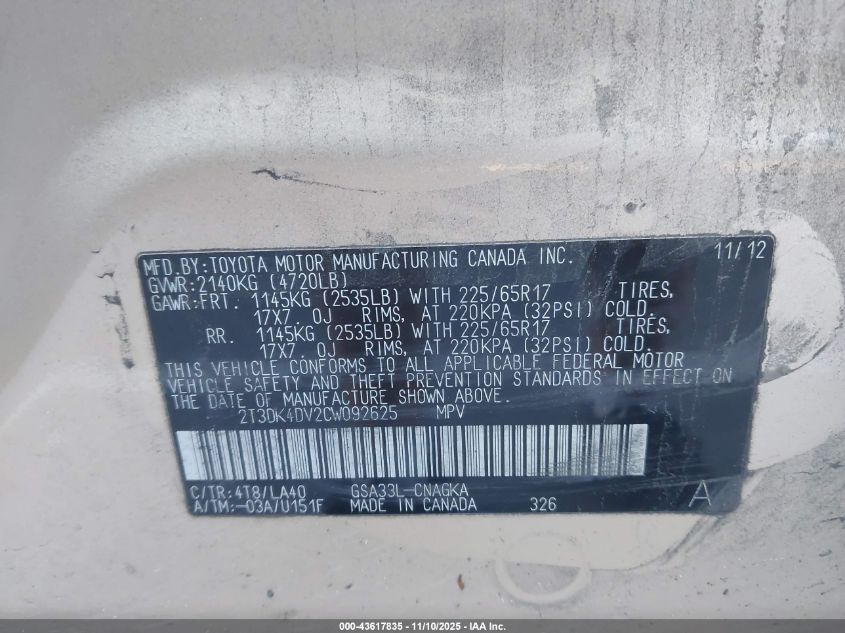 MFD.BY:TOYOTA MOTOR MANUFACTURING CANADA INC. 11/12
GVWR:2140KG (4720LB)
GAWR:FRT. 1145KG (2535LB) WITH 225/65R17 TIRES,
17X7.0J RIMS, AT 220KPA (32PSI) COLD.
RR. 1145KG (2535LB) WITH 225/65R17 TIRES,
17X7.0J RIMS, AT 220KPA (32PSI) COLD.
THIS VEHICLE CONFORMS TO ALL APPLICABLE FEDERAL MOTOR
VEHICLE SAFETY AND THEFT PREVENTION STANDARDS IN EFFECT ON
THE DATE OF MANUFACTURE SHOWN ABOVE.
2T3DK4DV2CW092625 MPV
C/TR:4T8/LA40 GSA33L-CNAGKA
A/TM:-03A/U151F MADE IN CANADA 326 A
000-43617835 - 11/10/2025 - IAA Inc.